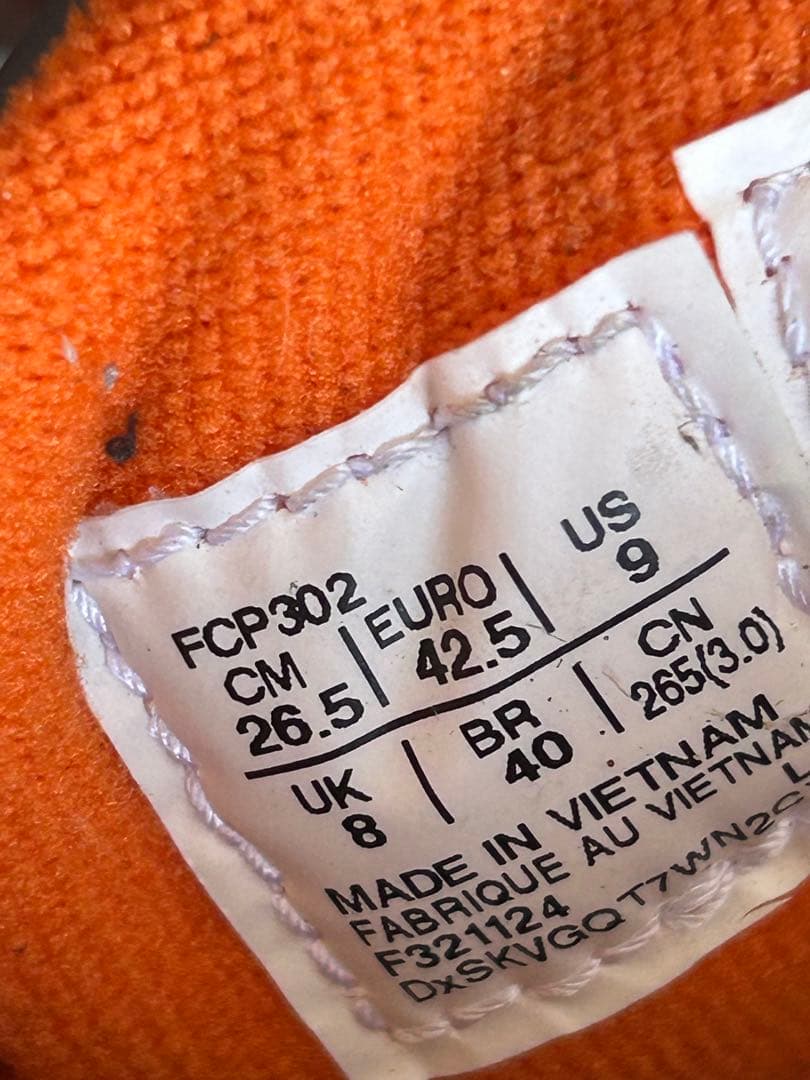 FCP302
CM | EURO | US
26.5 | 42.5 | 9
UK | BR | CN
8 | 40 | 265(3.0)
MADE IN VIETNAM
FABRIQUE AU VIETNAM
F321124 L
DxSKVGQT7WN2